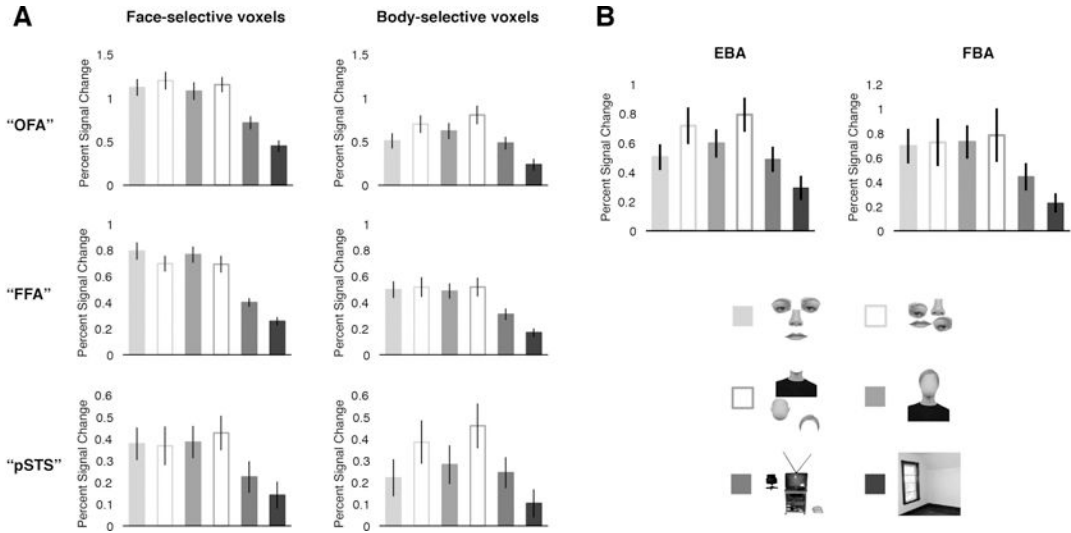 A
Face-selective voxels
Body-selective voxels
"OFA"
Percent Signal Change
1.5
1
0.5
0
Percent Signal Change
1.5
1
0.5
0
"FFA"
Percent Signal Change
1
0.8
0.6
0.4
0.2
0
Percent Signal Change
1
0.8
0.6
0.4
0.2
0
"pSTS"
Percent Signal Change
0.6
0.5
0.4
0.3
0.2
0.1
0
Percent Signal Change
0.6
0.5
0.4
0.3
0.2
0.1
0
B
EBA
Percent Signal Change
1
0.8
0.6
0.4
0.2
0
FBA
Percent Signal Change
1.2
1
0.8
0.6
0.4
0.2
0